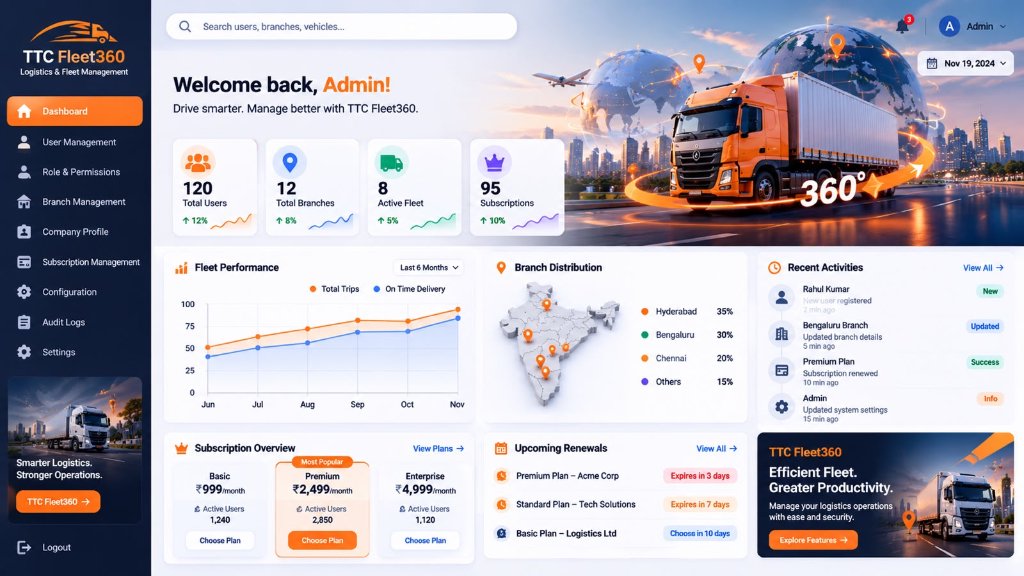 TTC Fleet360
Logistics & Fleet Management
Dashboard
User Management
Role & Permissions
Branch Management
Company Profile
Subscription Management
Configuration
Audit Logs
Settings
Smarter Logistics.
Stronger Operations.
TTC Fleet360 →
Logout
Search users, branches, vehicles...
3
A
Admin
Nov 19, 2024
Welcome back, Admin!
Drive smarter. Manage better with TTC Fleet360.
360°
120
Total Users
↑ 12%
12
Total Branches
↑ 8%
8
Active Fleet
↑ 5%
95
Subscriptions
↑ 10%
Fleet Performance
Last 6 Months
Total Trips
On Time Delivery
100
75
50
25
0
Jun
Jul
Aug
Sep
Oct
Nov
Branch Distribution
Hyderabad 35%
Bengaluru 30%
Chennai 20%
Others 15%
Recent Activities
View All →
Rahul Kumar
New user registered
2 min ago
New
Bengaluru Branch
Updated branch details
5 min ago
Updated
Premium Plan
Subscription renewed
10 min ago
Success
Admin
Updated system settings
15 min ago
Info
Subscription Overview
View Plans →
Basic
₹999/month
Active Users
1,240
Choose Plan
Most Popular
Premium
₹2,499/month
Active Users
2,850
Choose Plan
Enterprise
₹4,999/month
Active Users
1,120
Choose Plan
Upcoming Renewals
View All →
Premium Plan – Acme Corp
Expires in 3 days
Standard Plan – Tech Solutions
Expires in 7 days
Basic Plan – Logistics Ltd
Choose in 10 days
TTC Fleet360
Efficient Fleet.
Greater Productivity.
Manage your logistics operations
with ease and security.
Explore Features →